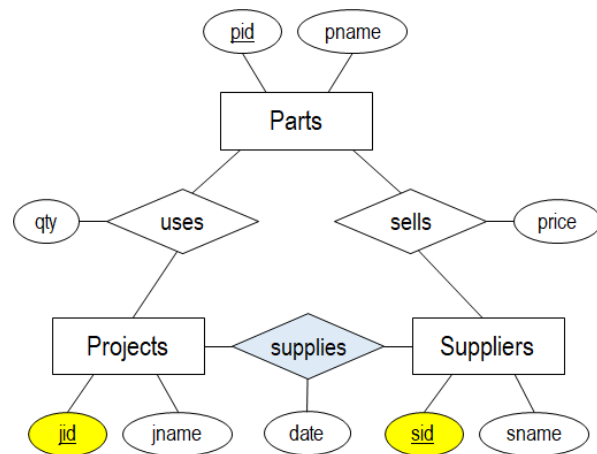 pid
pname
Parts
qty
uses
sells
price
Projects
supplies
Suppliers
jid
jname
date
sid
sname